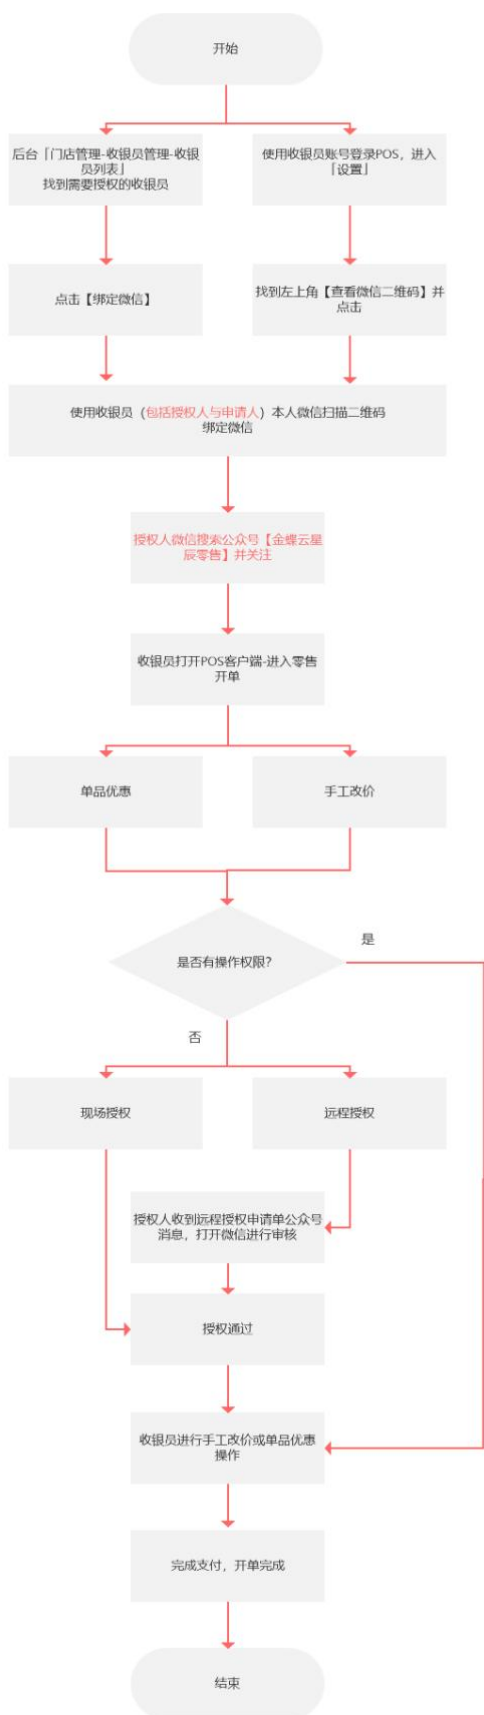 开始
后台「门店管理-收银员管理-收银
员列表」
找到需要授权的收银员
使用收银员账号登录POS，进入
「设置」
点击【绑定微信】
找到左上角【查看微信二维码】并
点击
使用收银员（包括授权人与申请人）本人微信扫描二维码
绑定微信
授权人微信搜索公众号【金蝶云星
辰零售】并关注
收银员打开POS客户端-进入零售
开单
单品优惠
手工改价
是否有操作权限？
是
否
现场授权
远程授权
授权人收到远程授权申请单公众号
消息，打开微信进行审核
授权通过
收银员进行手工改价或单品优惠
操作
完成支付，开单完成
结束